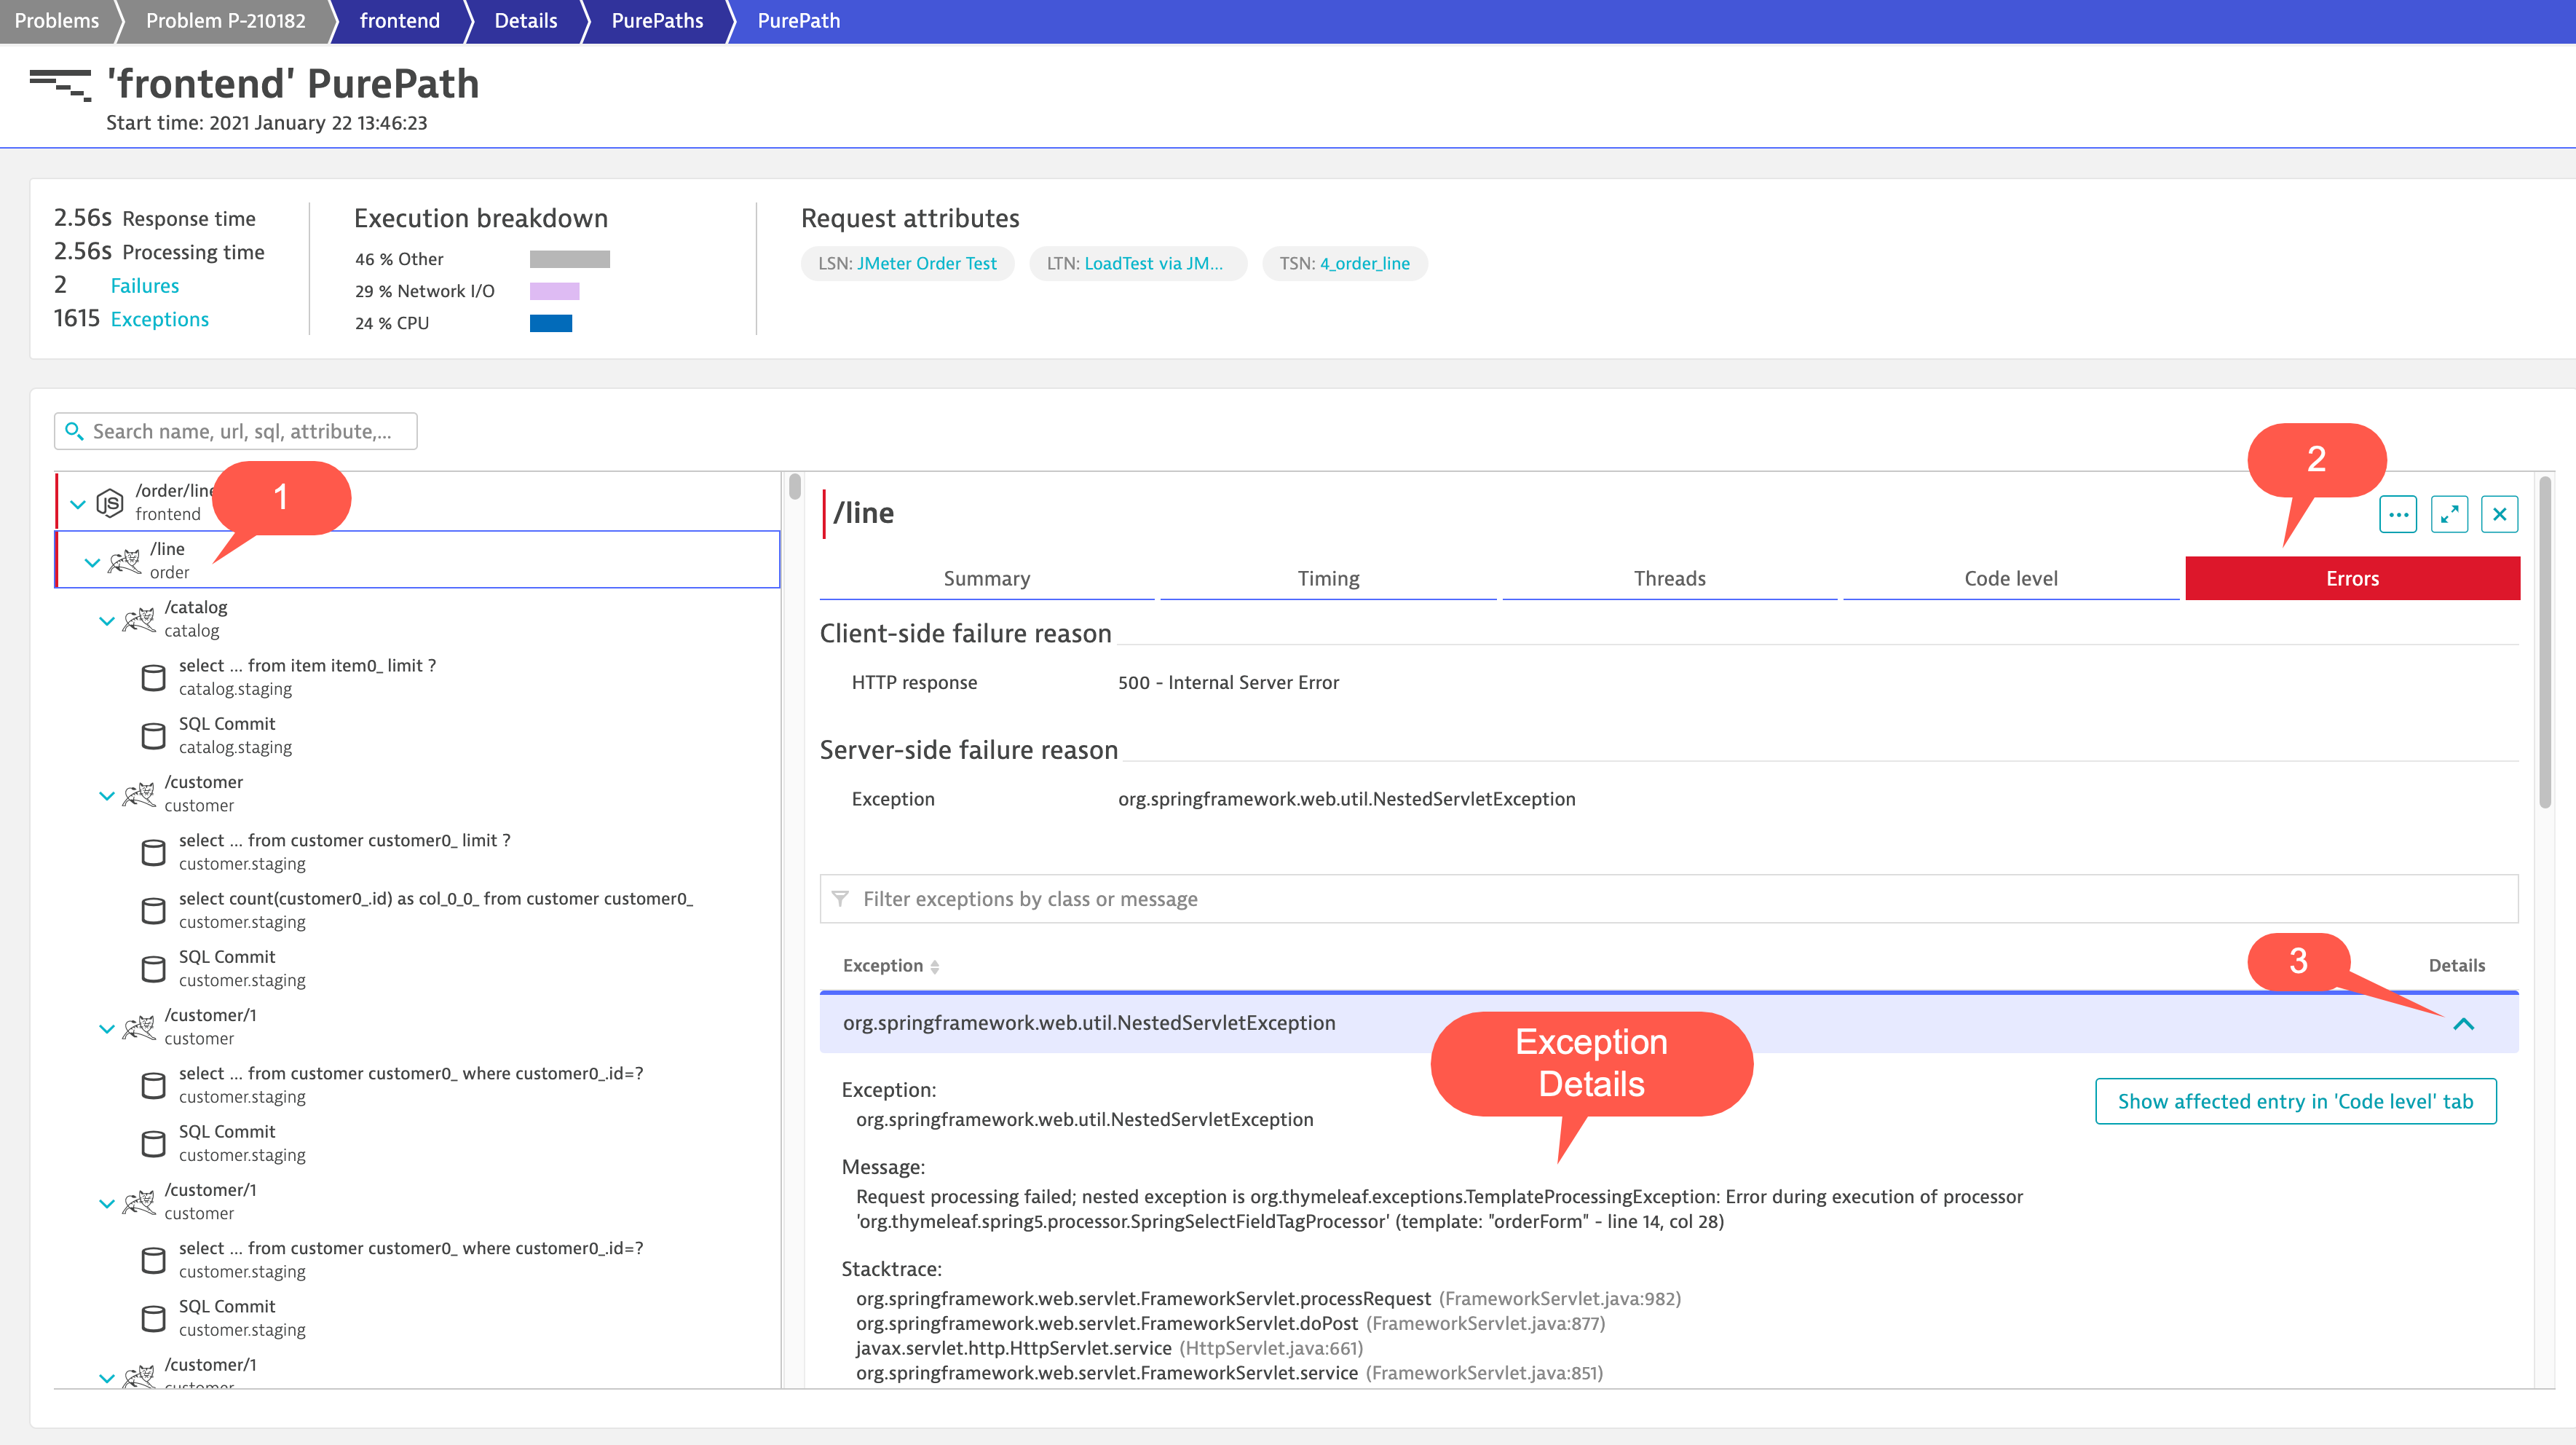 Problems
Problem P-210182
frontend
Details
PurePaths
PurePath
'frontend' PurePath
Start time: 2021 January 22 13:46:23
2.56s Response time
2.56s Processing time
2 Failures
1615 Exceptions
Execution breakdown
46 % Other
29 % Network I/O
24 % CPU
Request attributes
LSN: JMeter Order Test
LTN: LoadTest via JM...
TSN: 4_order_line
Search name, url, sql, attribute,...
/order/line
frontend
1
/line
order
/catalog
catalog
select ... from item item0_ limit ?
catalog.staging
SQL Commit
catalog.staging
/customer
customer
select ... from customer customer0_ limit ?
customer.staging
select count(customer0_.id) as col_0_0_ from customer customer0_
customer.staging
SQL Commit
customer.staging
/customer/1
customer
select ... from customer customer0_ where customer0_.id=?
customer.staging
SQL Commit
customer.staging
/customer/1
customer
select ... from customer customer0_ where customer0_.id=?
customer.staging
SQL Commit
customer.staging
/customer/1
customer
/line
2
Summary
Timing
Threads
Code level
Errors
Client-side failure reason
HTTP response 500 - Internal Server Error
Server-side failure reason
Exception org.springframework.web.util.NestedServletException
Filter exceptions by class or message
Exception
Details
3
org.springframework.web.util.NestedServletException
Exception
Details
Exception:
org.springframework.web.util.NestedServletException
Show affected entry in 'Code level' tab
Message:
Request processing failed; nested exception is org.thymeleaf.exceptions.TemplateProcessingException: Error during execution of processor
'org.thymeleaf.spring5.processor.SpringSelectFieldTagProcessor' (template: "orderForm" - line 14, col 28)
Stacktrace:
org.springframework.web.servlet.FrameworkServlet.processRequest (FrameworkServlet.java:982)
org.springframework.web.servlet.FrameworkServlet.doPost (FrameworkServlet.java:877)
javax.servlet.http.HttpServlet.service (HttpServlet.java:661)
org.springframework.web.servlet.FrameworkServlet.service (FrameworkServlet.java:851)